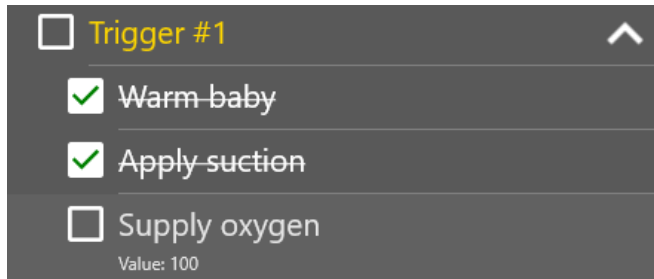 Trigger #1
Warm baby
Apply suction
Supply oxygen
Value: 100